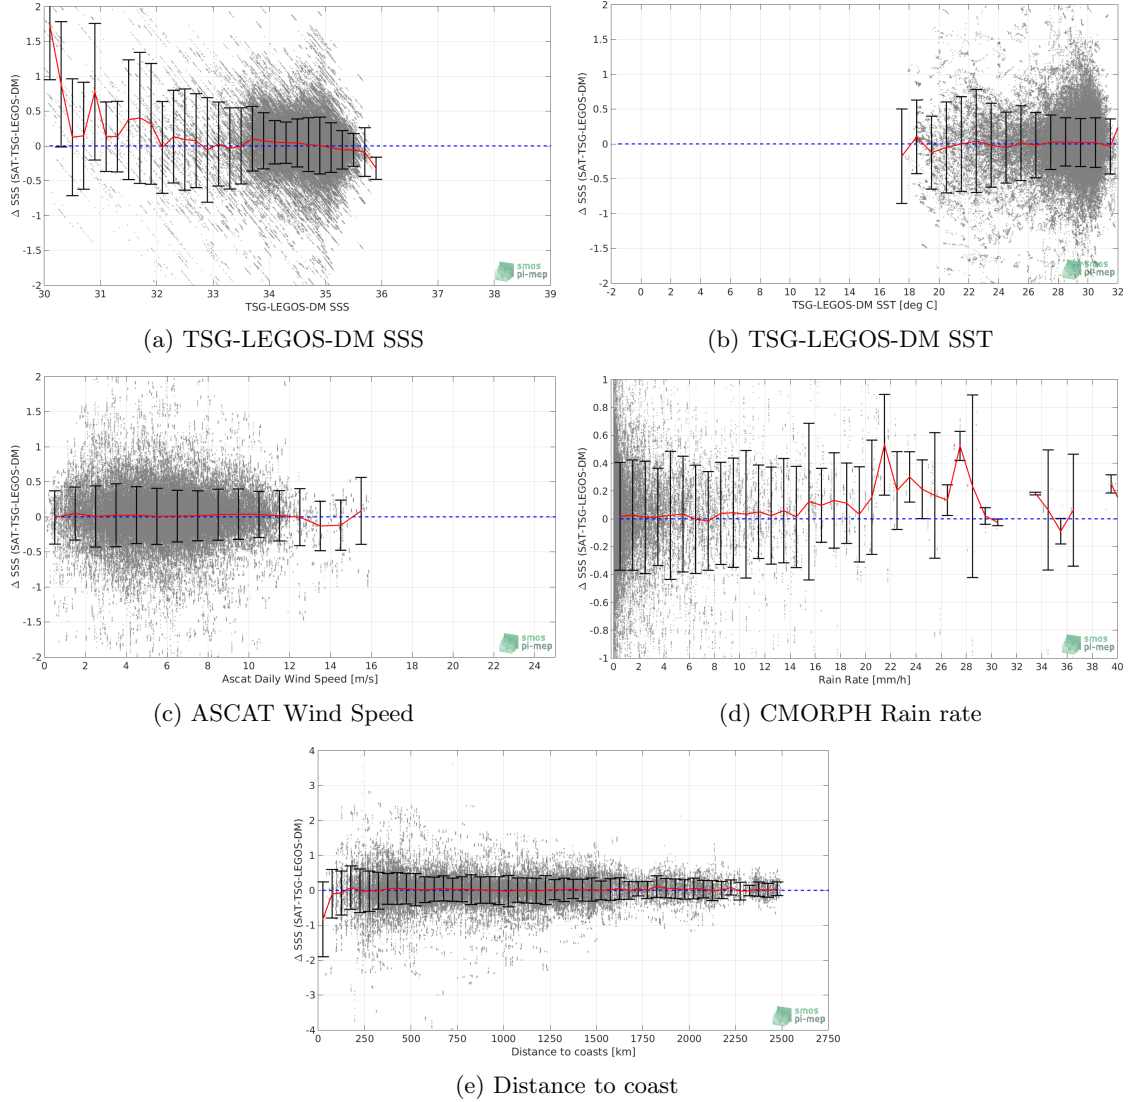 Δ SSS (SAT-TSG-LEGOS-DM)
2
1.5
1
0.5
0
-0.5
-1
-1.5
-2
30 31 32 33 34 35 36 37 38 39
TSG-LEGOS-DM SSS
smos
pi-mep
(a) TSG-LEGOS-DM SSS
Δ SSS (SAT-TSG-LEGOS-DM)
2
1.5
1
0.5
0
-0.5
-1
-1.5
-2
-2 0 2 4 6 8 10 12 14 16 18 20 22 24 26 28 30 32
TSG-LEGOS-DM SST [deg C]
smos
pi-mep
(b) TSG-LEGOS-DM SST
Δ SSS (SAT-TSG-LEGOS-DM)
2
1.5
1
0.5
0
-0.5
-1
-1.5
-2
0 2 4 6 8 10 12 14 16 18 20 22 24
Ascat Daily Wind Speed [m/s]
smos
pi-mep
(c) ASCAT Wind Speed
Δ SSS (SAT-TSG-LEGOS-DM)
1
0.8
0.6
0.4
0.2
0
-0.2
-0.4
-0.6
-0.8
-1
0 2 4 6 8 10 12 14 16 18 20 22 24 26 28 30 32 34 36 38 40
Rain Rate [mm/h]
smos
pi-mep
(d) CMORPH Rain rate
Δ SSS (SAT-TSG-LEGOS-DM)
4
3
2
1
0
-1
-2
-3
-4
0 250 500 750 1000 1250 1500 1750 2000 2250 2500 2750
Distance to coasts [km]
smos
pi-mep
(e) Distance to coast